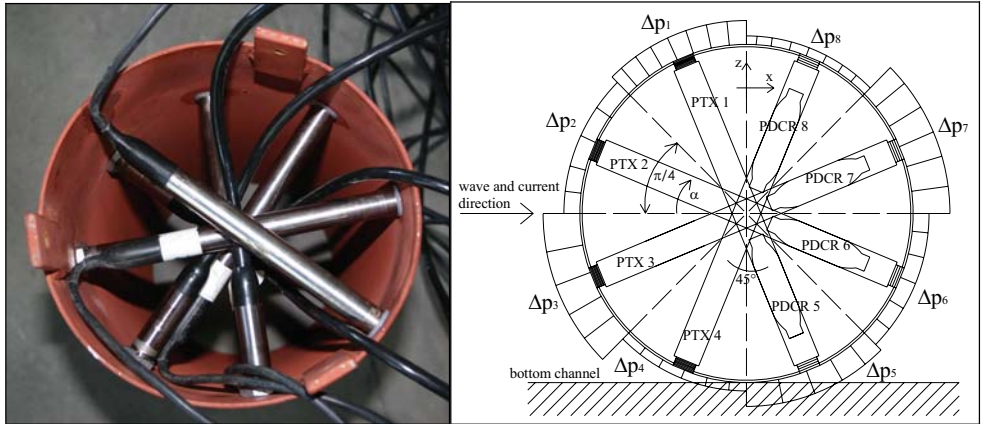 Δp₁
Δp₈
z
x
PTX 1
PDCR 8
Δp₂
Δp₇
PTX 2
π/4
α
PDCR 7
wave and current
direction
PDCR 6
PTX 3
45°
Δp₃
Δp₆
PDCR 5
PTX 4
bottom channel
Δp₄
Δp₅